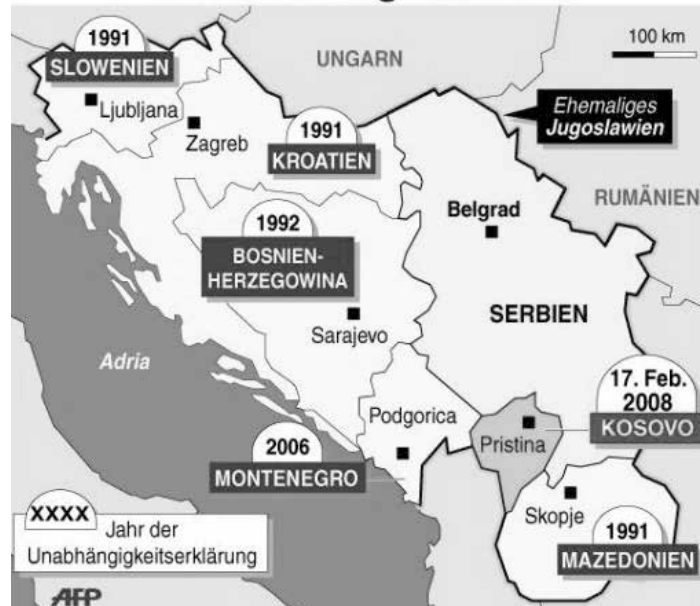 1991
SLOWENIEN
Ljubljana
Zagreb
UNGARN
100 km
1991
KROATIEN
Ehemaliges
Jugoslawien
RUMÄNIEN
Belgrad
1992
BOSNIEN-
HERZEGOWINA
Sarajevo
SERBIEN
Adria
17. Feb.
2008
KOSOVO
Pristina
Podgorica
2006
MONTENEGRO
Skopje
1991
MAZEDONIEN
XXXX
Jahr der
Unabhängigkeitserklärung
AFP